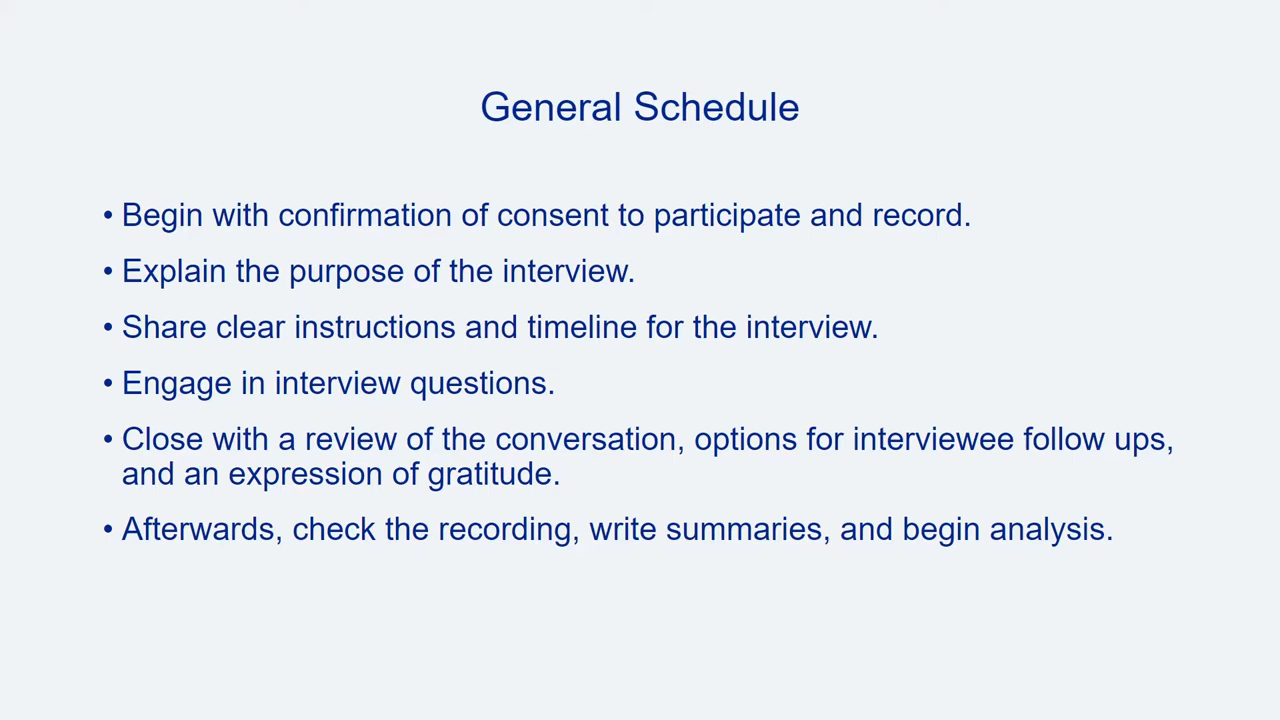 General Schedule
• Begin with confirmation of consent to participate and record.
• Explain the purpose of the interview.
• Share clear instructions and timeline for the interview.
• Engage in interview questions.
• Close with a review of the conversation, options for interviewee follow ups,
and an expression of gratitude.
• Afterwards, check the recording, write summaries, and begin analysis.